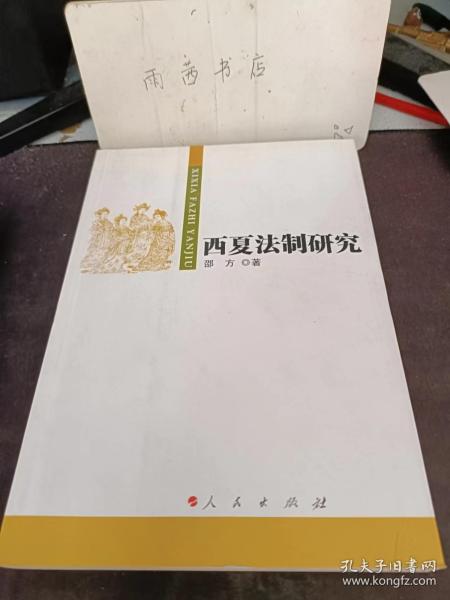 雨茜书店
XIXIA FAZHI YANJIU
西夏法制研究
邵 方 ◎著
人民出版社
孔夫子旧书网
www.kongfz.com